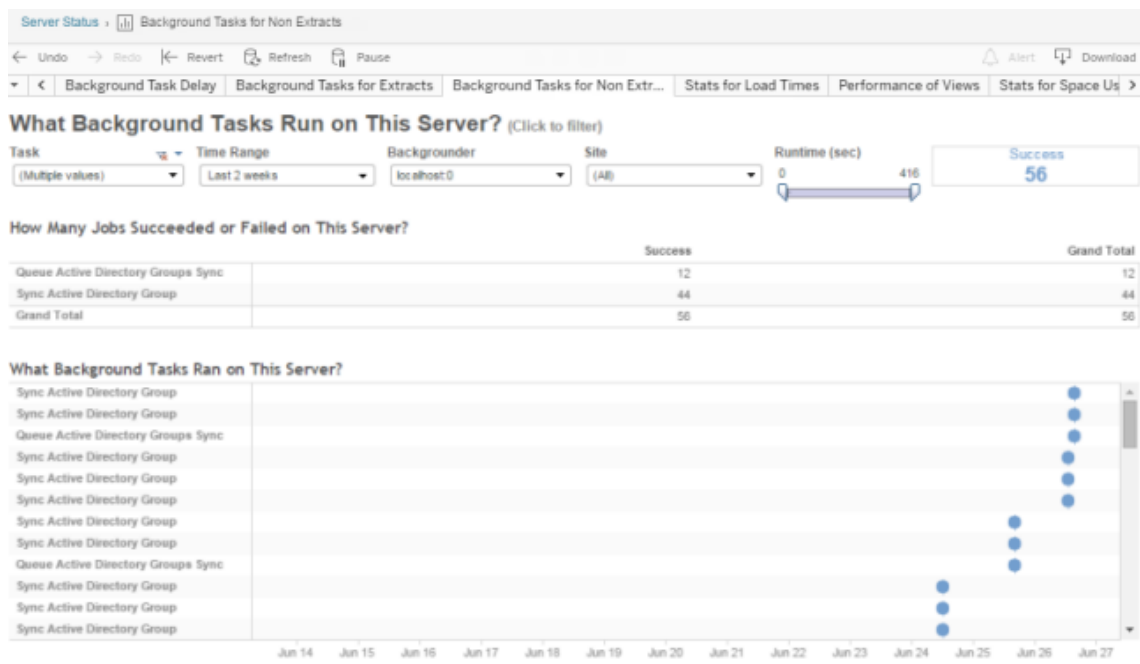 Server Status › Background Tasks for Non Extracts
← Undo → Redo |← Revert Refresh Pause Alert Download
Background Task Delay Background Tasks for Extracts Background Tasks for Non Extr... Stats for Load Times Performance of Views Stats for Space Us
What Background Tasks Run on This Server? (Click to filter)
Task Time Range Backgrounder Site Runtime (sec) Success
(Multiple values) Last 2 weeks localhost:0 (All) 0 416 56
How Many Jobs Succeeded or Failed on This Server?
Success Grand Total
Queue Active Directory Groups Sync 12 12
Sync Active Directory Group 44 44
Grand Total 56 56
What Background Tasks Ran on This Server?
Sync Active Directory Group
Sync Active Directory Group
Queue Active Directory Groups Sync
Sync Active Directory Group
Sync Active Directory Group
Sync Active Directory Group
Sync Active Directory Group
Sync Active Directory Group
Queue Active Directory Groups Sync
Sync Active Directory Group
Sync Active Directory Group
Sync Active Directory Group
Jun 14 Jun 15 Jun 16 Jun 17 Jun 18 Jun 19 Jun 20 Jun 21 Jun 22 Jun 23 Jun 24 Jun 25 Jun 26 Jun 27